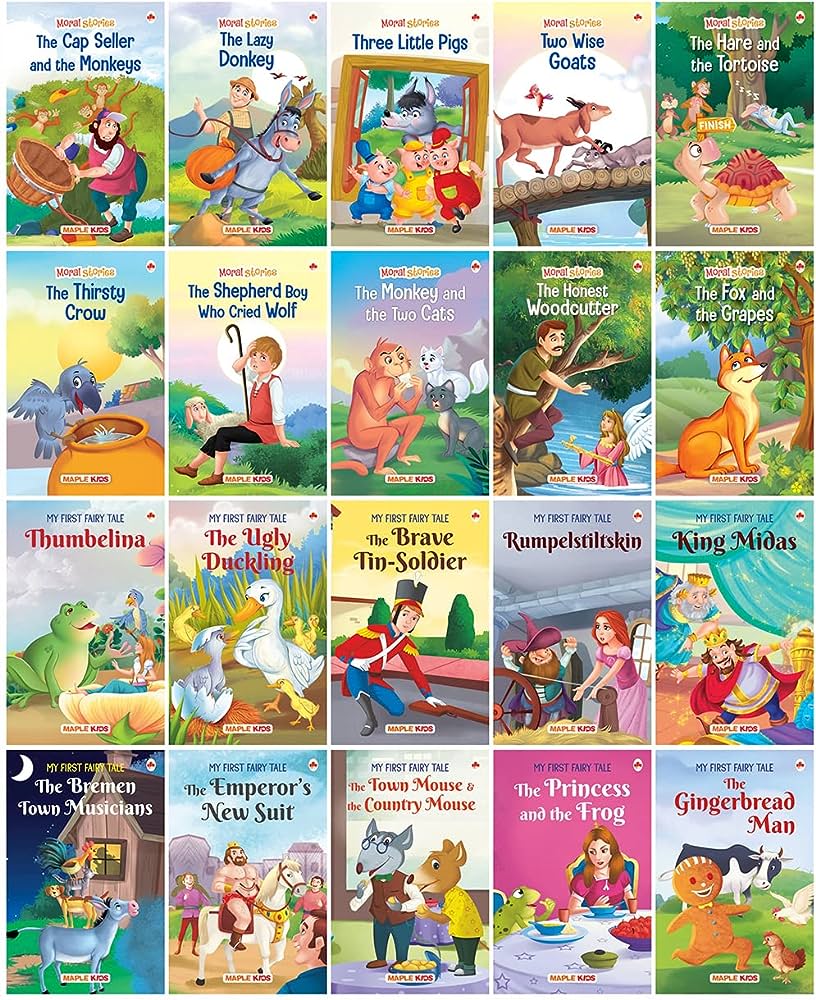 Moral Stories
The Cap Seller
and the Monkeys
MAPLE KIDS
Moral Stories
The Lazy
Donkey
MAPLE KIDS
Moral Stories
Three Little Pigs
MAPLE KIDS
Moral Stories
Two Wise
Goats
MAPLE KIDS
Moral Stories
The Hare and
the Tortoise
FINISH
MAPLE KIDS
Moral Stories
The Thirsty
Crow
MAPLE KIDS
Moral Stories
The Shepherd Boy
Who Cried Wolf
MAPLE KIDS
Moral Stories
The Monkey and
the Two Cats
MAPLE KIDS
Moral Stories
The Honest
Woodcutter
MAPLE KIDS
Moral Stories
The Fox and
the Grapes
MAPLE KIDS
MY FIRST FAIRY TALE
Thumbelina
MAPLE KIDS
MY FIRST FAIRY TALE
The Ugly
Duckling
MAPLE KIDS
MY FIRST FAIRY TALE
The Brave
Tin-Soldier
MAPLE KIDS
MY FIRST FAIRY TALE
Rumpelstiltskin
MAPLE KIDS
MY FIRST FAIRY TALE
King Midas
MAPLE KIDS
MY FIRST FAIRY TALE
The Bremen
Town Musicians
MAPLE KIDS
MY FIRST FAIRY TALE
The Emperor's
New Suit
MAPLE KIDS
MY FIRST FAIRY TALE
The Town Mouse &
the Country Mouse
MAPLE KIDS
MY FIRST FAIRY TALE
The Princess
and the Frog
MAPLE KIDS
MY FIRST FAIRY TALE
The
Gingerbread
Man
MAPLE KIDS